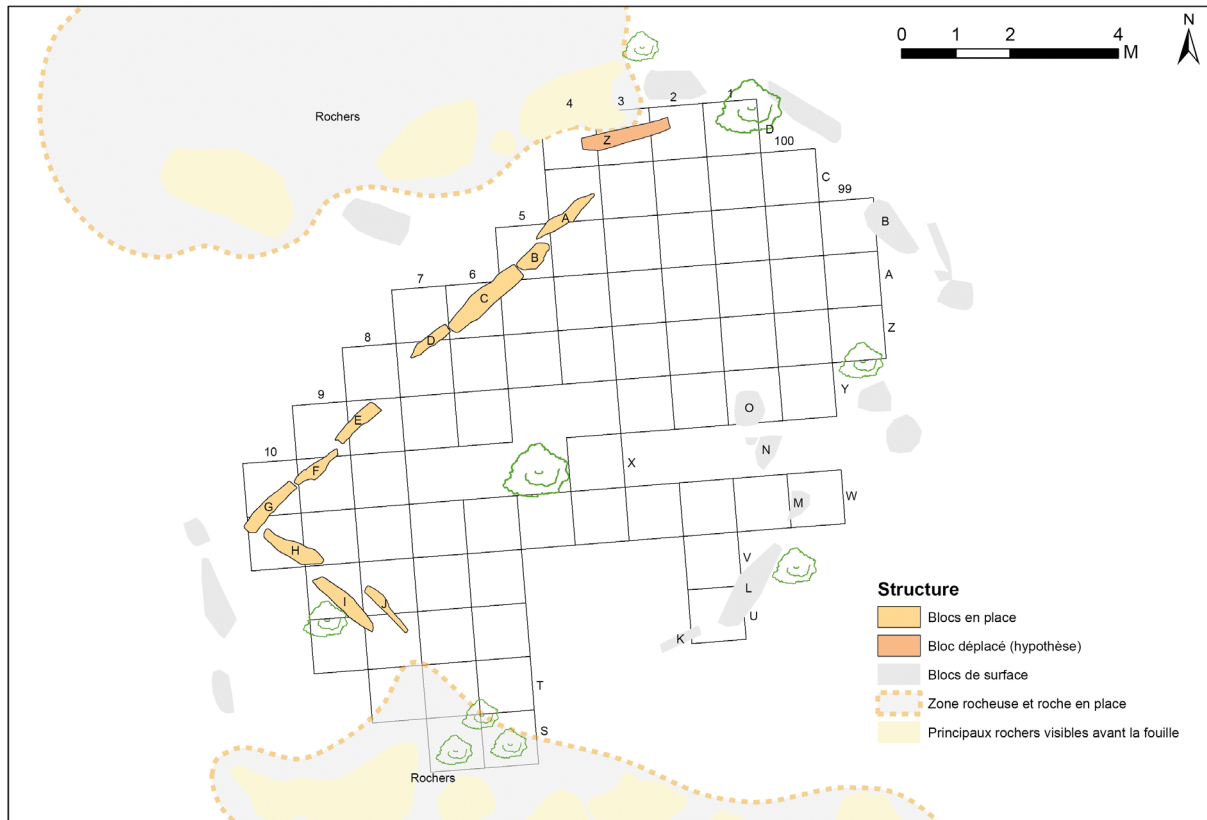 N
0 1 2 4
M
Rochers
4 3 2 1
Z
D
100
C
99
5
A
B
B
7 6
C
A
D
Z
8
9
E
O
Y
10
F
X
N
G
M
W
H
V
I
J
L
U
K
T
S
Rochers
Structure
Blocs en place
Bloc déplacé (hypothèse)
Blocs de surface
Zone rocheuse et roche en place
Principaux rochers visibles avant la fouille